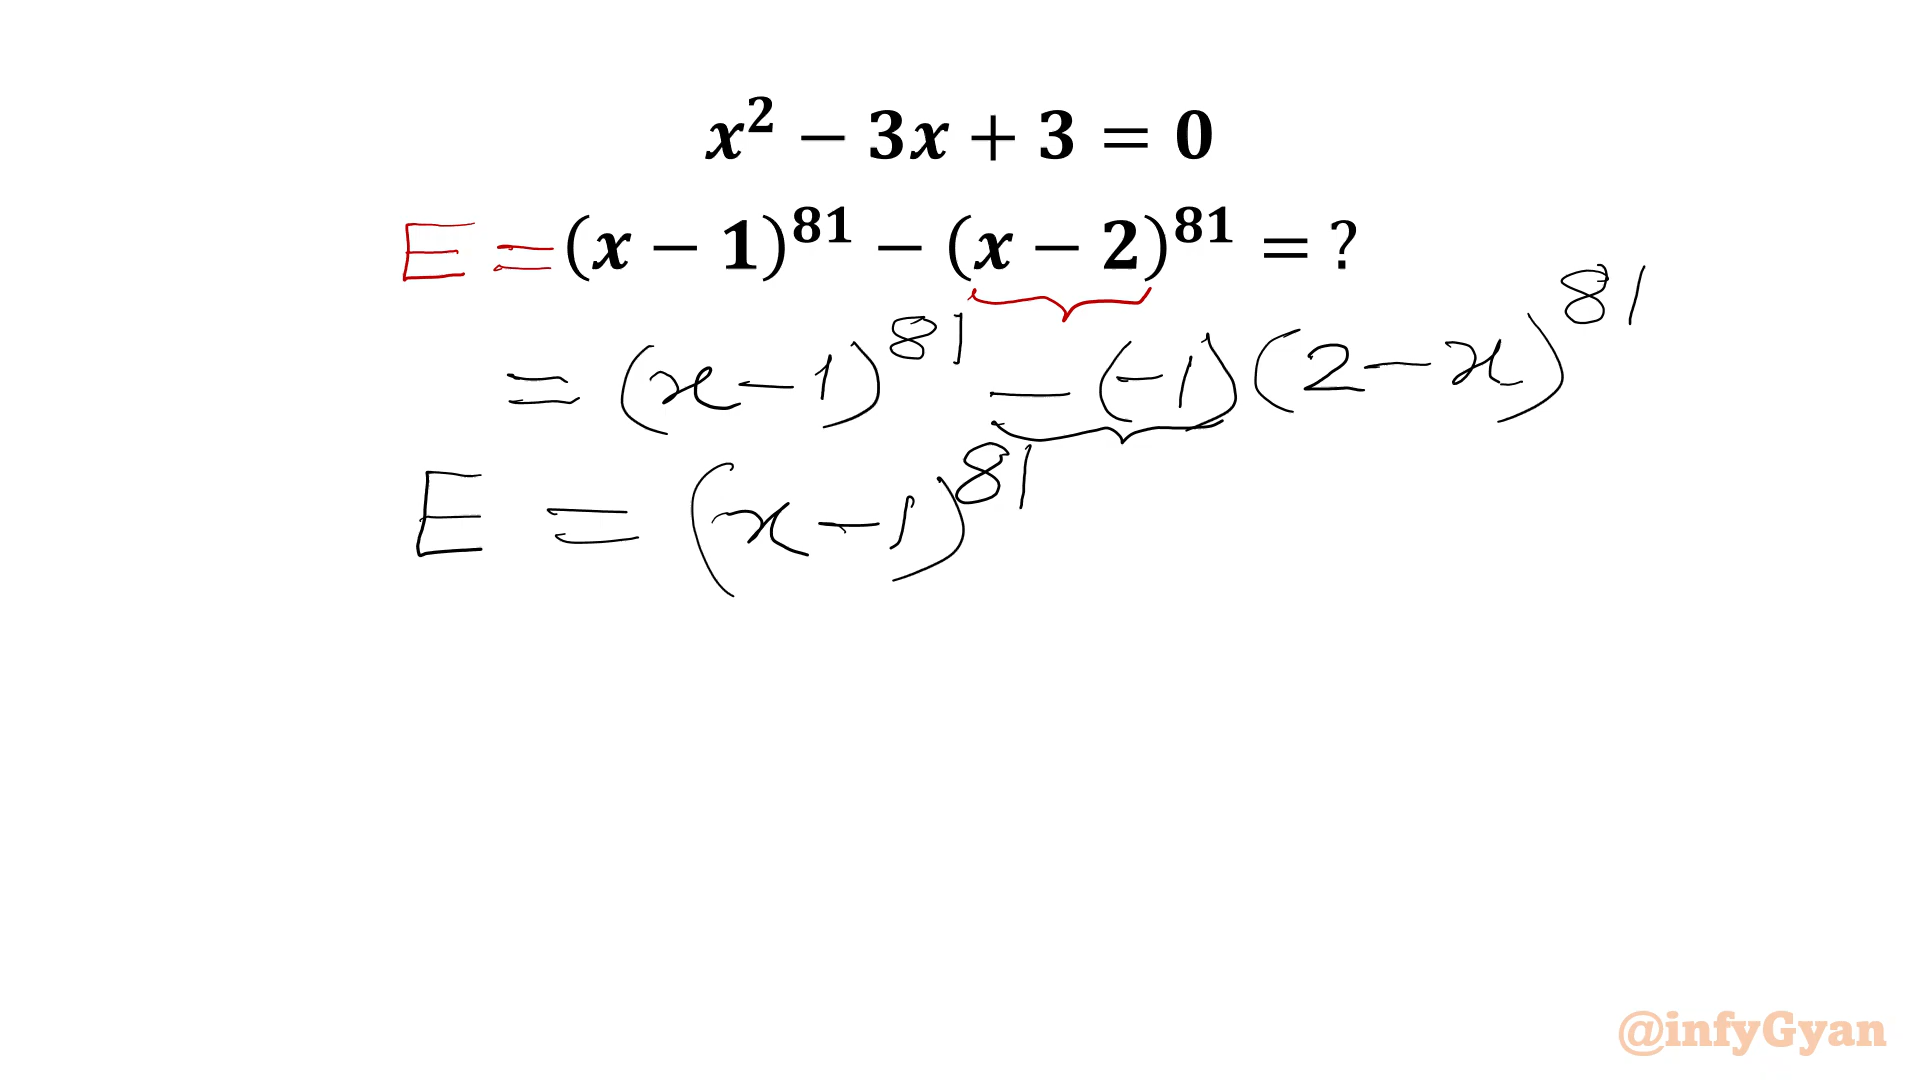 x² − 3x + 3 = 0
E = (x − 1)⁸¹ − (x − 2)⁸¹ = ?
= (x − 1)⁸¹ − (−1)(2 − x)⁸¹
E = (x − 1)⁸¹
@infyGyan